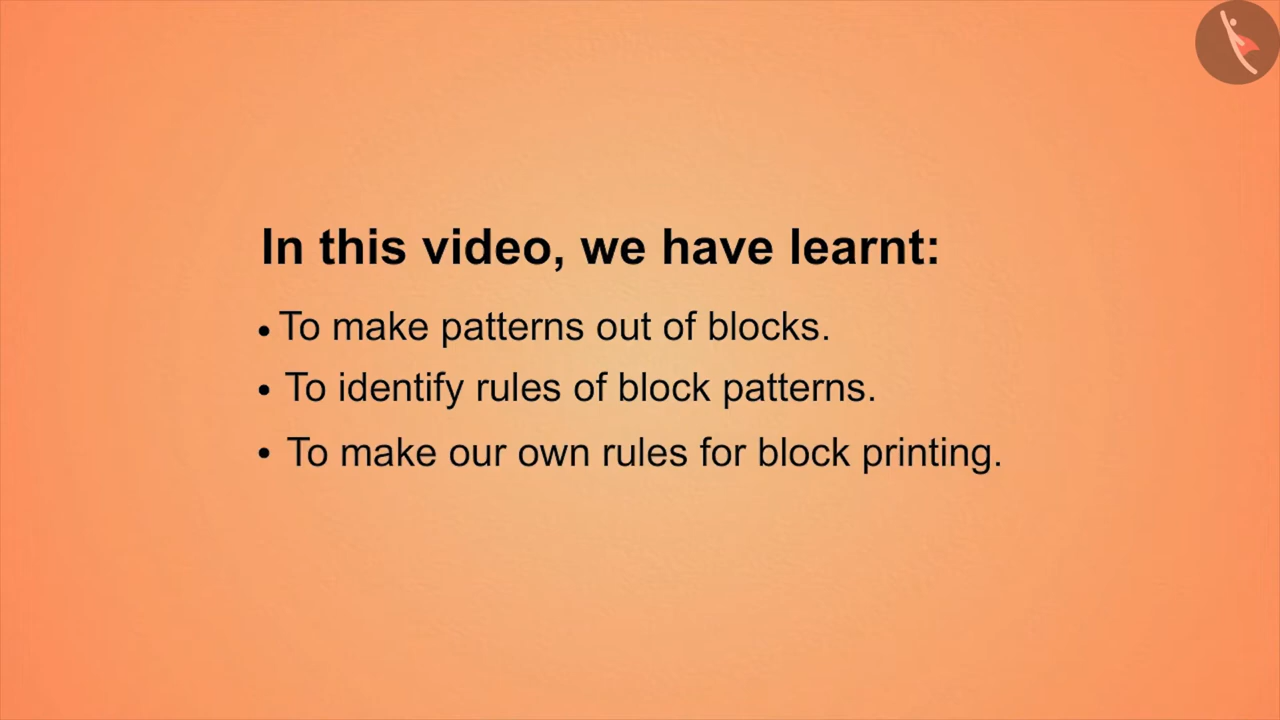 In this video, we have learnt:
• To make patterns out of blocks.
• To identify rules of block patterns.
• To make our own rules for block printing.